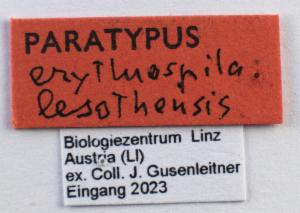 PARATYPUS
erythrospila
lesothensis
Biologiezentrum Linz
Austria (LI)
ex. Coll. J. Gusenleitner
Eingang 2023